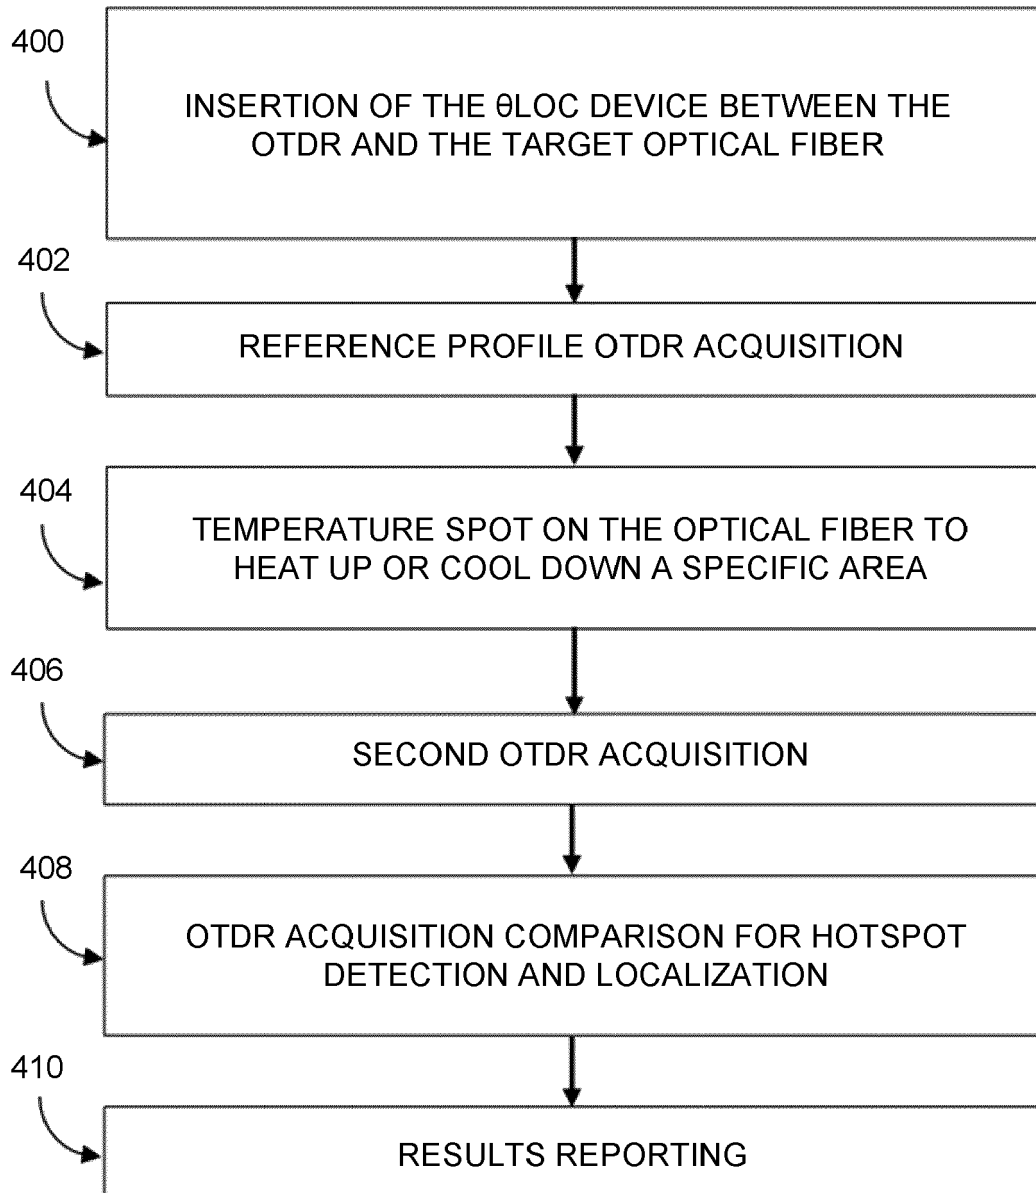 400
INSERTION OF THE θLOC DEVICE BETWEEN THE
OTDR AND THE TARGET OPTICAL FIBER
402
REFERENCE PROFILE OTDR ACQUISITION
404
TEMPERATURE SPOT ON THE OPTICAL FIBER TO
HEAT UP OR COOL DOWN A SPECIFIC AREA
406
SECOND OTDR ACQUISITION
408
OTDR ACQUISITION COMPARISON FOR HOTSPOT
DETECTION AND LOCALIZATION
410
RESULTS REPORTING